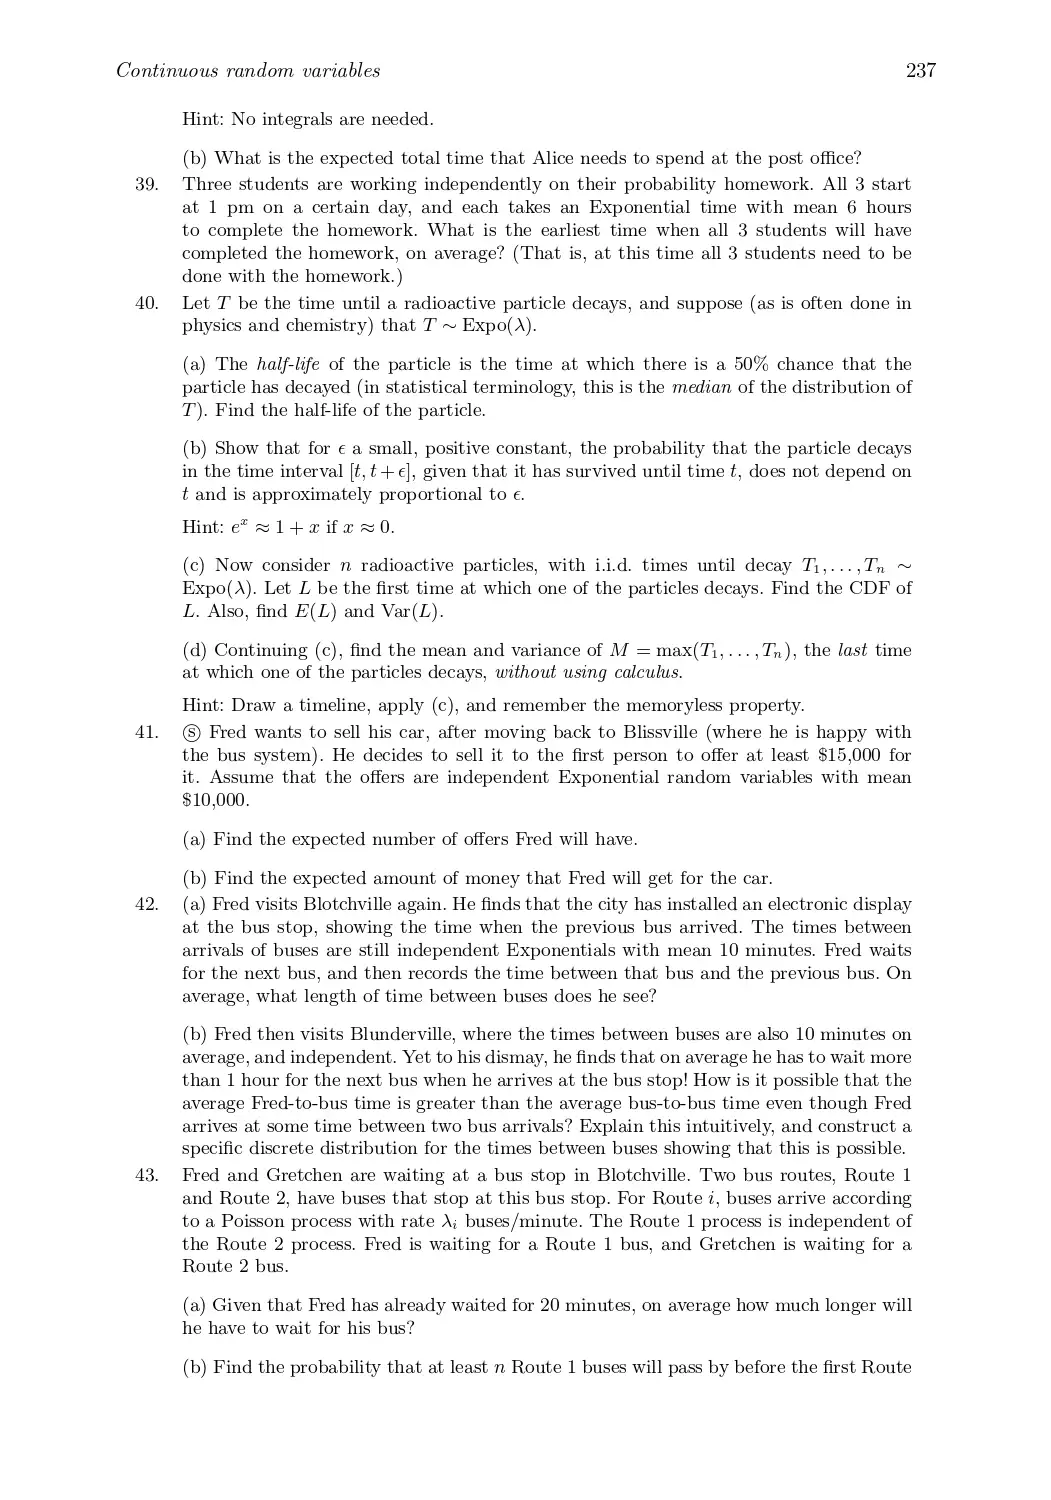 Continuous random variables 237
Hint: No integrals are needed.
(b) What is the expected total time that Alice needs to spend at the post office?
39. Three students are working independently on their probability homework. All 3 start
at 1 pm on a certain day, and each takes an Exponential time with mean 6 hours
to complete the homework. What is the earliest time when all 3 students will have
completed the homework, on average? (That is, at this time all 3 students need to be
done with the homework.)
40. Let T be the time until a radioactive particle decays, and suppose (as is often done in
physics and chemistry) that T ∼ Expo(λ).
(a) The half-life of the particle is the time at which there is a 50% chance that the
particle has decayed (in statistical terminology, this is the median of the distribution of
T). Find the half-life of the particle.
(b) Show that for ϵ a small, positive constant, the probability that the particle decays
in the time interval [t, t + ϵ], given that it has survived until time t, does not depend on
t and is approximately proportional to ϵ.
Hint: eˣ ≈ 1 + x if x ≈ 0.
(c) Now consider n radioactive particles, with i.i.d. times until decay T₁, . . . , Tₙ ∼
Expo(λ). Let L be the first time at which one of the particles decays. Find the CDF of
L. Also, find E(L) and Var(L).
(d) Continuing (c), find the mean and variance of M = max(T₁, . . . , Tₙ), the last time
at which one of the particles decays, without using calculus.
Hint: Draw a timeline, apply (c), and remember the memoryless property.
41. Ⓢ Fred wants to sell his car, after moving back to Blissville (where he is happy with
the bus system). He decides to sell it to the first person to offer at least $15,000 for
it. Assume that the offers are independent Exponential random variables with mean
$10,000.
(a) Find the expected number of offers Fred will have.
(b) Find the expected amount of money that Fred will get for the car.
42. (a) Fred visits Blotchville again. He finds that the city has installed an electronic display
at the bus stop, showing the time when the previous bus arrived. The times between
arrivals of buses are still independent Exponentials with mean 10 minutes. Fred waits
for the next bus, and then records the time between that bus and the previous bus. On
average, what length of time between buses does he see?
(b) Fred then visits Blunderville, where the times between buses are also 10 minutes on
average, and independent. Yet to his dismay, he finds that on average he has to wait more
than 1 hour for the next bus when he arrives at the bus stop! How is it possible that the
average Fred-to-bus time is greater than the average bus-to-bus time even though Fred
arrives at some time between two bus arrivals? Explain this intuitively, and construct a
specific discrete distribution for the times between buses showing that this is possible.
43. Fred and Gretchen are waiting at a bus stop in Blotchville. Two bus routes, Route 1
and Route 2, have buses that stop at this bus stop. For Route i, buses arrive according
to a Poisson process with rate λᵢ buses/minute. The Route 1 process is independent of
the Route 2 process. Fred is waiting for a Route 1 bus, and Gretchen is waiting for a
Route 2 bus.
(a) Given that Fred has already waited for 20 minutes, on average how much longer will
he have to wait for his bus?
(b) Find the probability that at least n Route 1 buses will pass by before the first Route